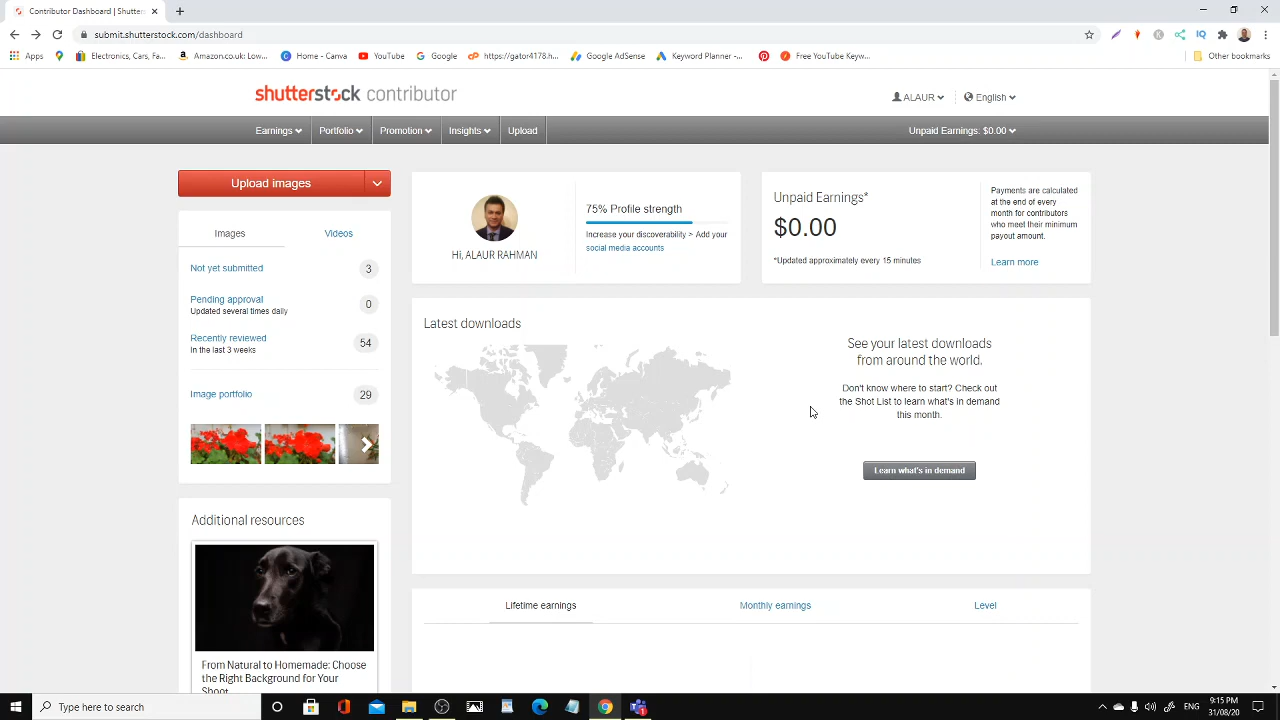 Contributor Dashboard | Shutters
submit.shutterstock.com/dashboard
Apps
Electronics, Cars, Fa...
Amazon.co.uk: Low...
Home - Canva
YouTube
Google
https://gator4178.h...
Google AdSense
Keyword Planner -...
Free YouTube Keyw...
Other bookmarks
shutterstock contributor
ALAUR
English
Earnings
Portfolio
Promotion
Insights
Upload
Unpaid Earnings: $0.00
Upload images
Images
Videos
Not yet submitted
3
Pending approval
0
Updated several times daily
Recently reviewed
54
In the last 3 weeks
Image portfolio
29
Additional resources
From Natural to Homemade: Choose
the Right Background for Your
Shoot
Hi, ALAUR RAHMAN
75% Profile strength
Increase your discoverability > Add your
social media accounts
Unpaid Earnings*
$0.00
*Updated approximately every 15 minutes
Payments are calculated
at the end of every
month for contributors
who meet their minimum
payout amount.
Learn more
Latest downloads
See your latest downloads
from around the world.
Don't know where to start? Check out
the Shot List to learn what's in demand
this month.
Learn what's in demand
Lifetime earnings
Monthly earnings
Level
Type here to search
9:15 PM
31/08/20